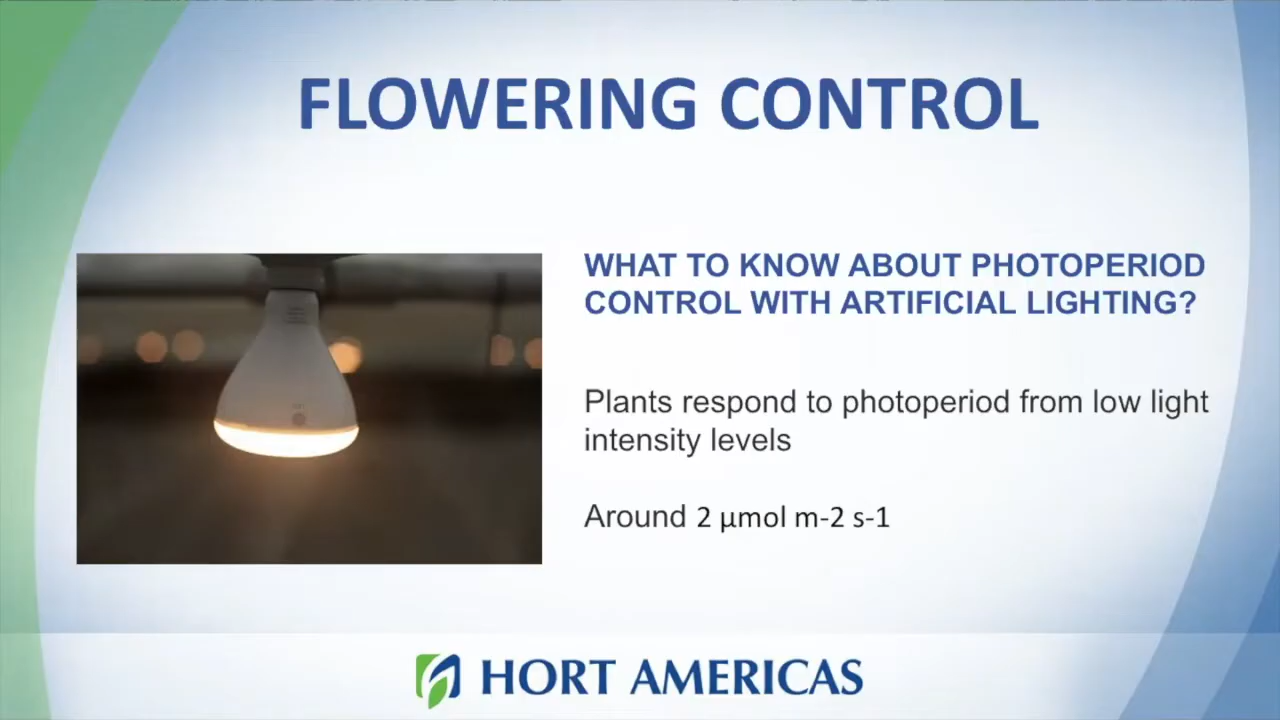 FLOWERING CONTROL
WHAT TO KNOW ABOUT PHOTOPERIOD
CONTROL WITH ARTIFICIAL LIGHTING?
Plants respond to photoperiod from low light
intensity levels
Around 2 µmol m-2 s-1
HORT AMERICAS